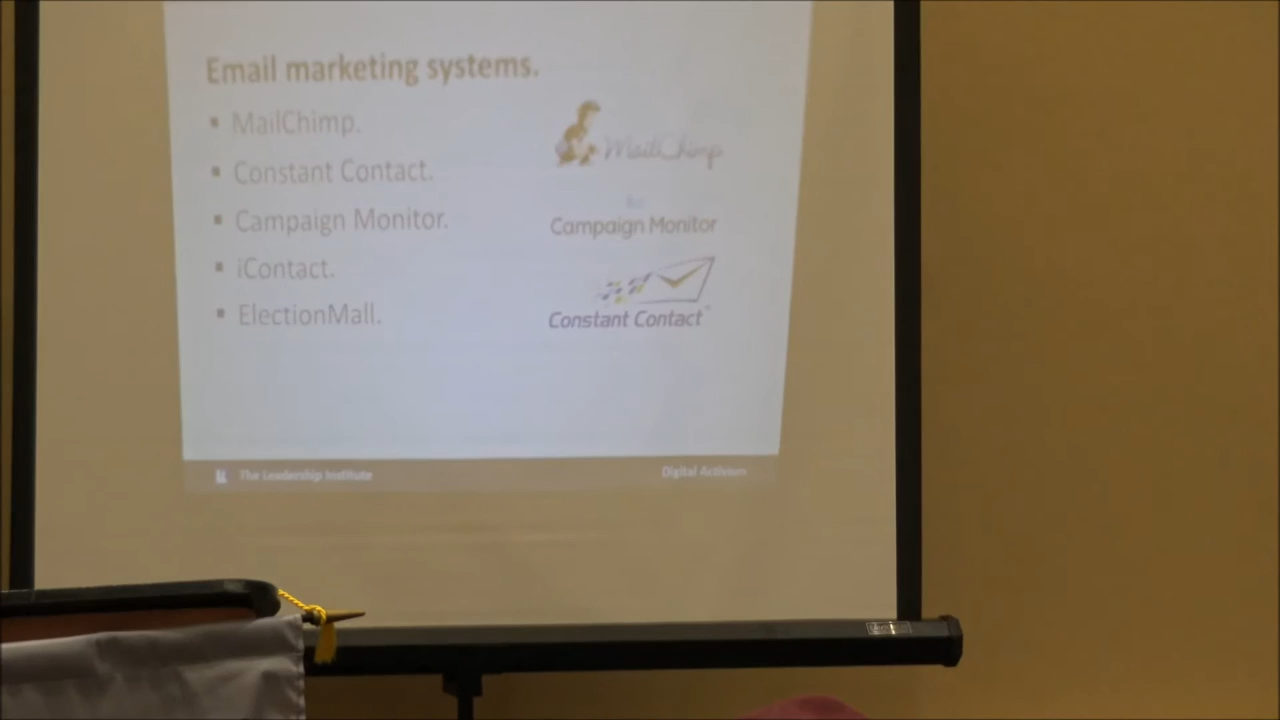 Email marketing systems.
▪ MailChimp.
▪ Constant Contact.
▪ Campaign Monitor.
▪ iContact.
▪ ElectionMall.
MailChimp
Campaign Monitor
Constant Contact
The Leadership Institute
Digital Activism